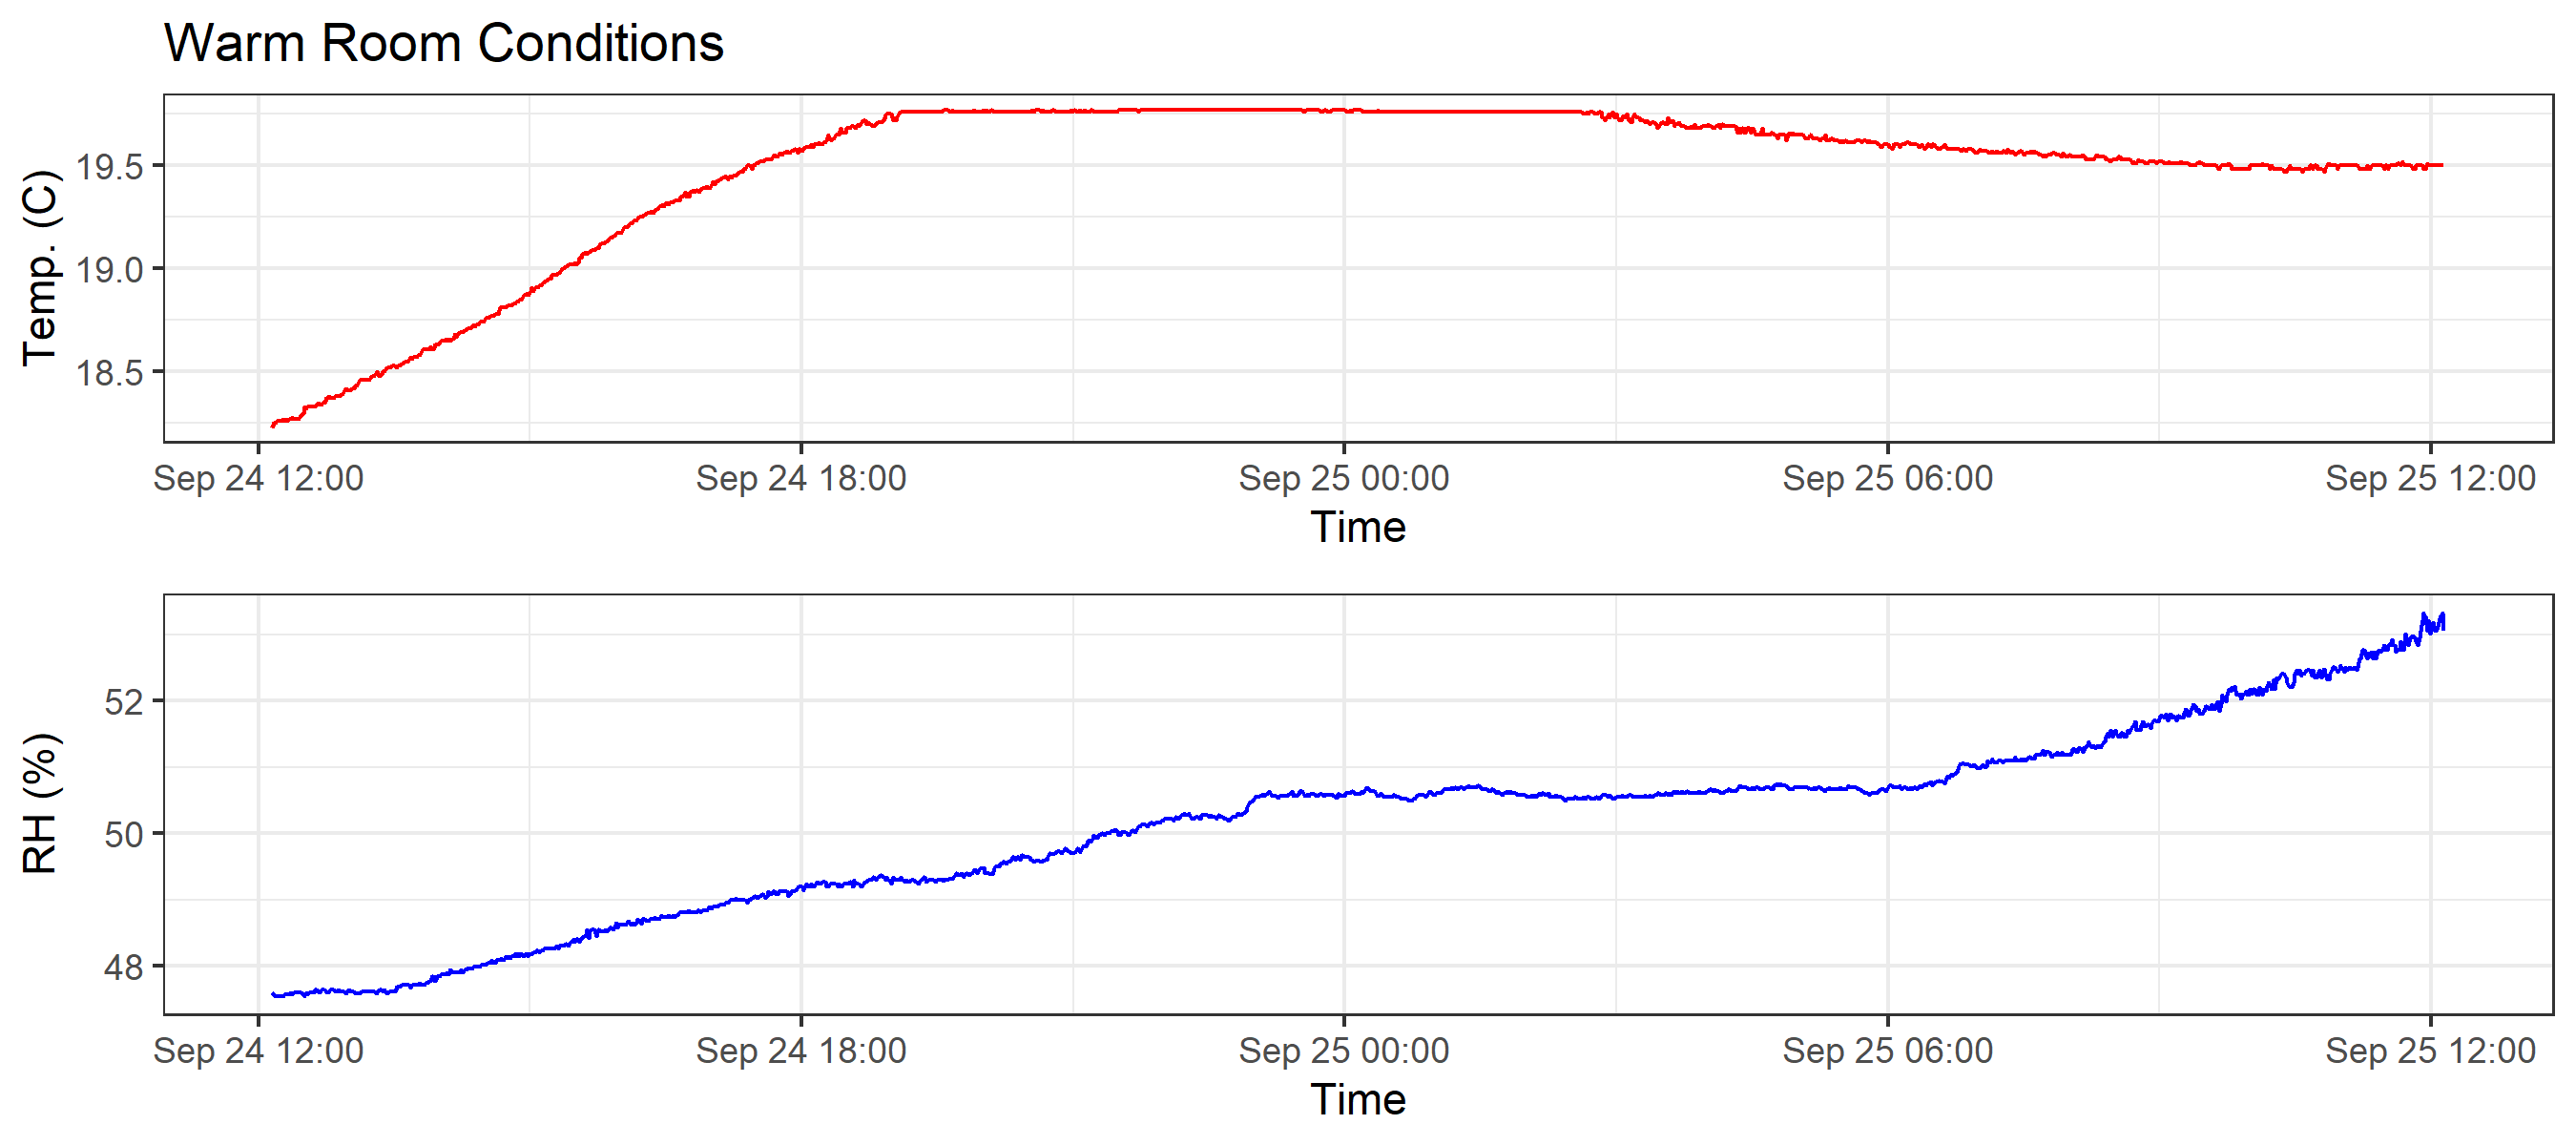 Warm Room Conditions
Temp. (C)
19.5
19.0
18.5
Sep 24 12:00 Sep 24 18:00 Sep 25 00:00 Sep 25 06:00 Sep 25 12:00
Time
RH (%)
52
50
48
Sep 24 12:00 Sep 24 18:00 Sep 25 00:00 Sep 25 06:00 Sep 25 12:00
Time